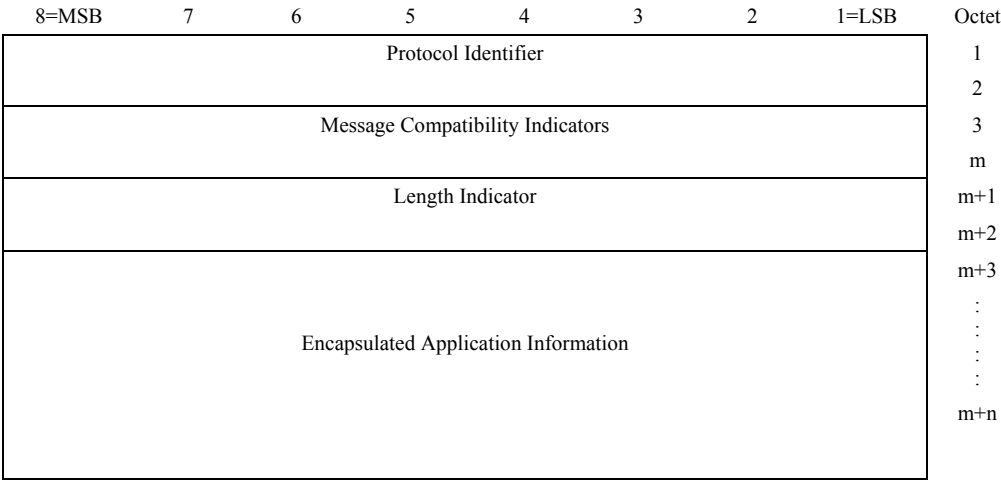 8=MSB 7 6 5 4 3 2 1=LSB Octet
Protocol Identifier 1
2
Message Compatibility Indicators 3
m
Length Indicator m+1
m+2
m+3
:
:
Encapsulated Application Information
:
:
m+n